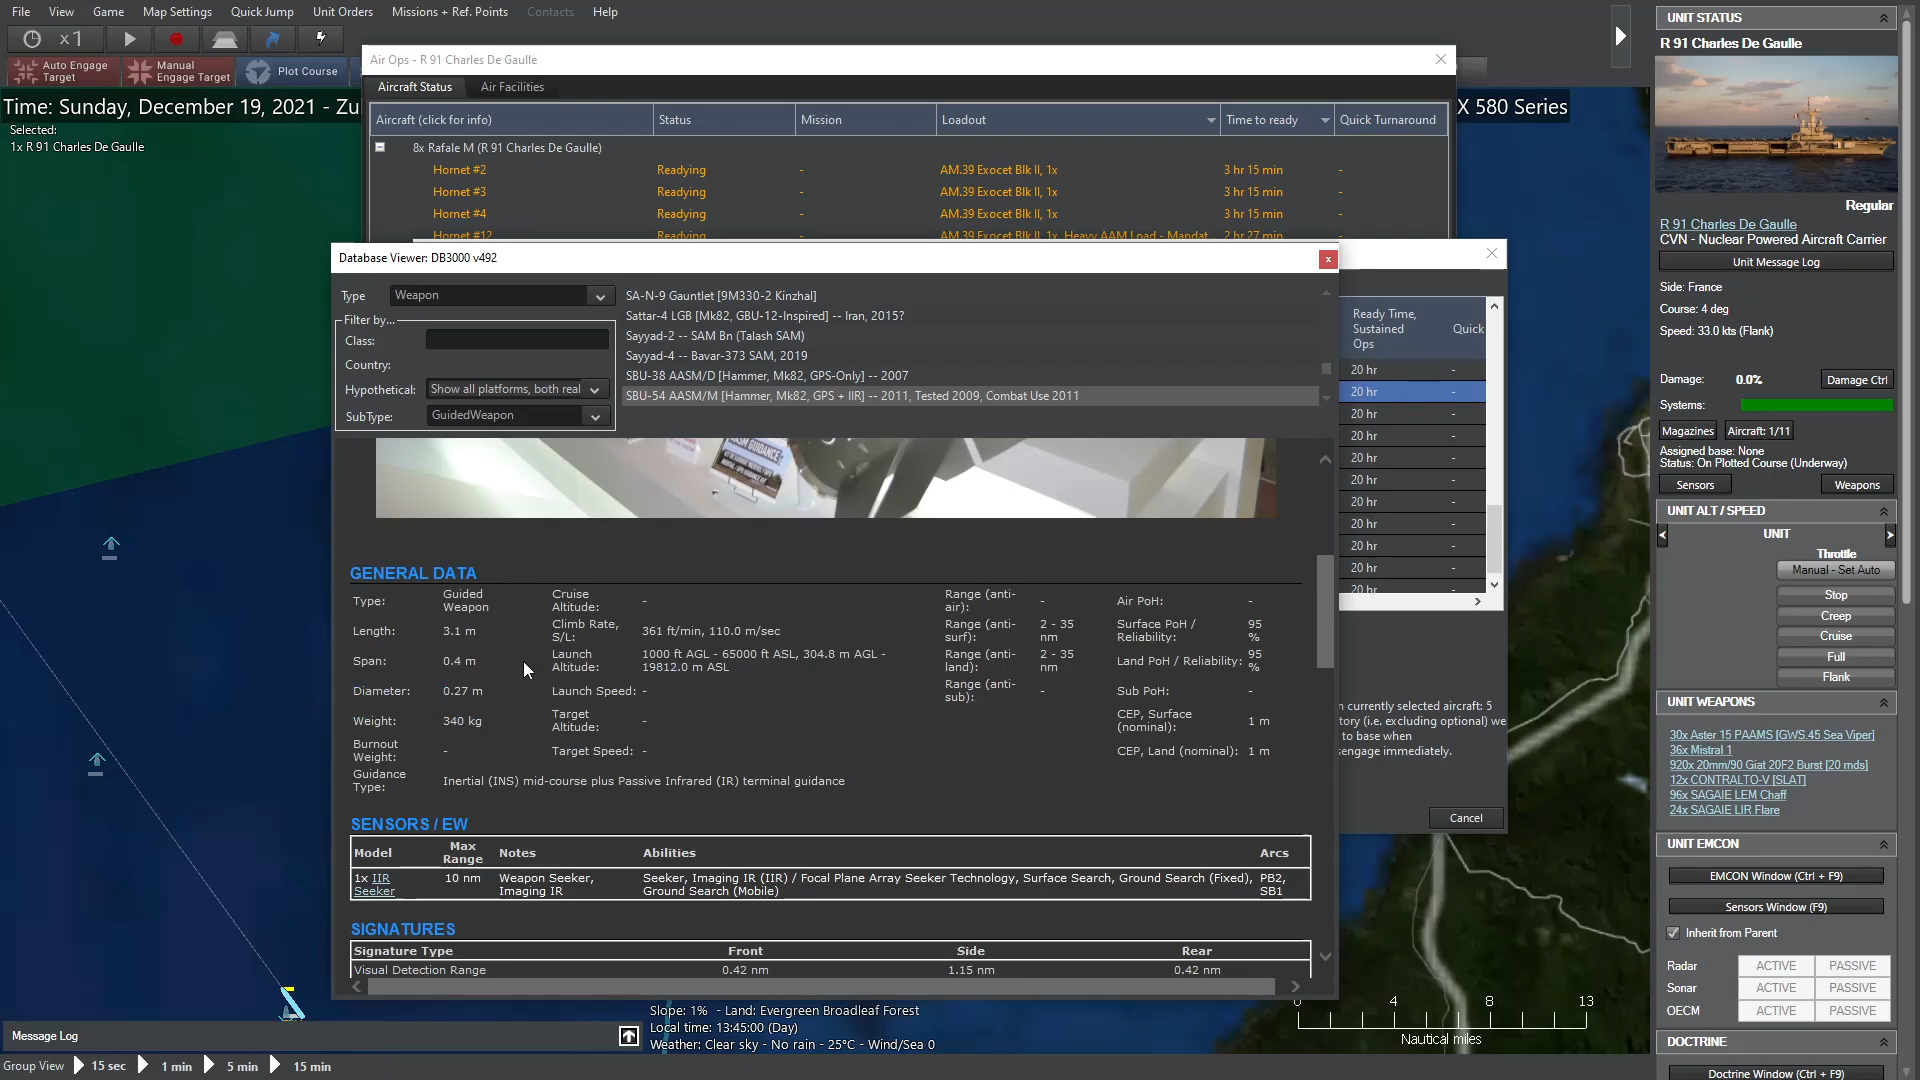 File View Game Map Settings Quick Jump Unit Orders Missions + Ref. Points Contacts Help
x1
Auto Engage Target
Manual Engage Target
Plot Course
Time: Sunday, December 19, 2021 - Zu
X 580 Series
Selected:
1x R 91 Charles De Gaulle
Air Ops - R 91 Charles De Gaulle
Aircraft Status Air Facilities
Aircraft (click for info) Status Mission Loadout Time to ready Quick Turnaround
8x Rafale M (R 91 Charles De Gaulle)
Hornet #2 Readying - AM.39 Exocet Blk II, 1x 3 hr 15 min -
Hornet #3 Readying - AM.39 Exocet Blk II, 1x 3 hr 15 min -
Hornet #4 Readying - AM.39 Exocet Blk II, 1x 3 hr 15 min -
Hornet #12 Readying - AM.39 Exocet Blk II, 1x, Heavy AAM Load - Mandat... 2 hr 27 min -
Database Viewer: DB3000 v492
x
Type Weapon
Filter by...
Class:
Country:
Hypothetical: Show all platforms, both real
SubType: GuidedWeapon
SA-N-9 Gauntlet [9M330-2 Kinzhal]
Sattar-4 LGB [Mk82, GBU-12-Inspired] -- Iran, 2015?
Sayyad-2 -- SAM Bn (Talash SAM)
Sayyad-4 -- Bavar-373 SAM, 2019
SBU-38 AASM/D [Hammer, Mk82, GPS-Only] -- 2007
SBU-54 AASM/M [Hammer, Mk82, GPS + IIR] -- 2011, Tested 2009, Combat Use 2011
GUIDANCE
GENERAL DATA
Type: Guided Weapon Cruise Altitude: - Range (anti-air): - Air PoH: -
Length: 3.1 m Climb Rate, S/L: 361 ft/min, 110.0 m/sec Range (anti-surf): 2 - 35 nm Surface PoH / Reliability: 95 %
Span: 0.4 m Launch Altitude: 1000 ft AGL - 65000 ft ASL, 304.8 m AGL - 19812.0 m ASL Range (anti-land): 2 - 35 nm Land PoH / Reliability: 95 %
Diameter: 0.27 m Launch Speed: - Range (anti-sub): - Sub PoH: -
Weight: 340 kg Target Altitude: - CEP, Surface (nominal): 1 m
Burnout Weight: - Target Speed: - CEP, Land (nominal): 1 m
Guidance Type: Inertial (INS) mid-course plus Passive Infrared (IR) terminal guidance
SENSORS / EW
Model Max Range Notes Abilities Arcs
1x IIR Seeker 10 nm Weapon Seeker, Imaging IR Seeker, Imaging IR (IIR) / Focal Plane Array Seeker Technology, Surface Search, Ground Search (Fixed), Ground Search (Mobile) PB2, SB1
SIGNATURES
Signature Type Front Side Rear
Visual Detection Range 0.42 nm 1.15 nm 0.42 nm
Ready Time, Sustained Ops Quick
20 hr -
20 hr -
20 hr -
20 hr -
20 hr -
20 hr -
20 hr -
20 hr -
20 hr -
20 hr -
20 hr -
n currently selected aircraft: 5
tory (i.e. excluding optional) we
to base when
engage immediately.
Cancel
Slope: 1% - Land: Evergreen Broadleaf Forest
Local time: 13:45:00 (Day)
Weather: Clear sky - No rain - 25°C - Wind/Sea 0
0 4 8 13
Nautical miles
Message Log
Group View 15 sec 1 min 5 min 15 min
UNIT STATUS
R 91 Charles De Gaulle
Regular
R 91 Charles De Gaulle
CVN - Nuclear Powered Aircraft Carrier
Unit Message Log
Side: France
Course: 4 deg
Speed: 33.0 kts (Flank)
Damage: 0.0% Damage Ctrl
Systems:
Magazines Aircraft: 1/11
Assigned base: None
Status: On Plotted Course (Underway)
Sensors Weapons
UNIT ALT / SPEED
UNIT
Throttle
Manual - Set Auto
Stop
Creep
Cruise
Full
Flank
UNIT WEAPONS
30x Aster 15 PAAMS [GWS.45 Sea Viper]
36x Mistral 1
920x 20mm/90 Giat 20F2 Burst [20 rnds]
12x CONTRALTO-V [SLAT]
96x SAGAIE LEM Chaff
24x SAGAIE LIR Flare
UNIT EMCON
EMCON Window (Ctrl + F9)
Sensors Window (F9)
Inherit from Parent
Radar ACTIVE PASSIVE
Sonar ACTIVE PASSIVE
OECM ACTIVE PASSIVE
DOCTRINE
Doctrine Window (Ctrl + F9)